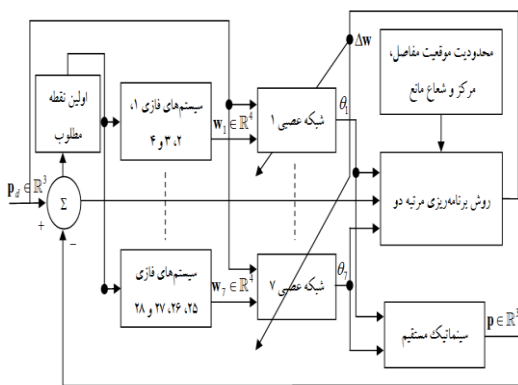 Δw
محدودیت موقعیت مفاصل،
مرکز و شعاع مانع
اولین نقطه
مطلوب
سیستم‌های فازی ۱،
۲، ۳ و ۴
w₁ ∈ ℝ⁴
شبکه عصبی ۱
θ₁
روش برنامه‌ریزی مرتبه دو
p_d ∈ ℝ³
+
Σ
−
سیستم‌های فازی
۲۵، ۲۶، ۲۷ و ۲۸
w₇ ∈ ℝ⁴
شبکه عصبی ۷
θ₇
سینماتیک مستقیم
p ∈ ℝ³